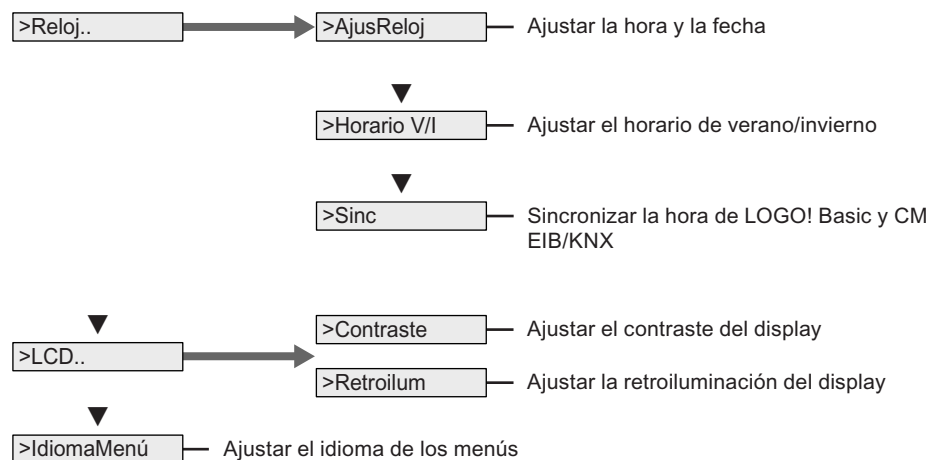 >Reloj..
>AjusReloj
Ajustar la hora y la fecha
>Horario V/I
Ajustar el horario de verano/invierno
>Sinc
Sincronizar la hora de LOGO! Basic y CM
EIB/KNX
>Contraste
Ajustar el contraste del display
>LCD..
>Retroilum
Ajustar la retroiluminación del display
>IdiomaMenú
Ajustar el idioma de los menús